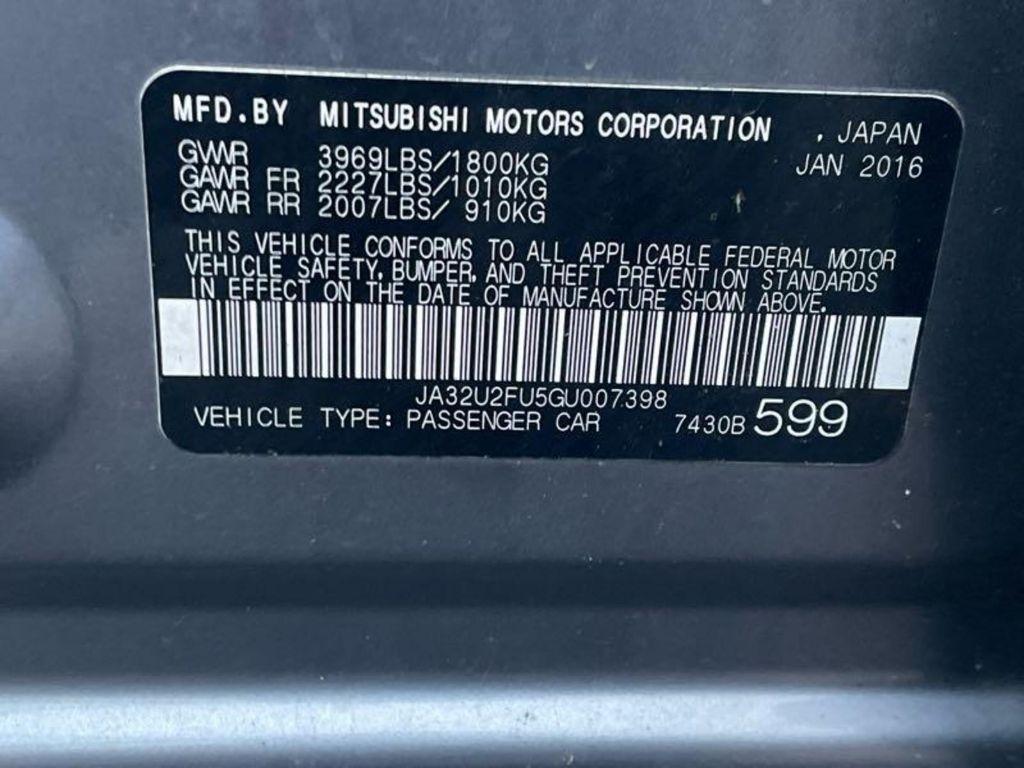 MFD.BY MITSUBISHI MOTORS CORPORATION , JAPAN
GVWR 3969LBS/1800KG JAN 2016
GAWR FR 2227LBS/1010KG
GAWR RR 2007LBS/ 910KG
THIS VEHICLE CONFORMS TO ALL APPLICABLE FEDERAL MOTOR
VEHICLE SAFETY, BUMPER, AND THEFT PREVENTION STANDARDS
IN EFFECT ON THE DATE OF MANUFACTURE SHOWN ABOVE.
JA32U2FU5GU007398
VEHICLE TYPE: PASSENGER CAR 7430B 599